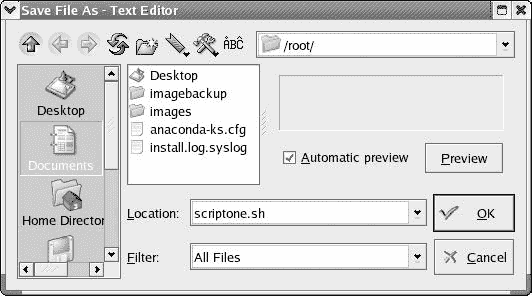 Save File As - Text Editor
ÀBĆ
/root/
Desktop
Documents
Home Director
Desktop
imagebackup
images
anaconda-ks.cfg
install.log.syslog
Automatic preview
Preview
Location:
scriptone.sh
OK
Filter:
All Files
Cancel